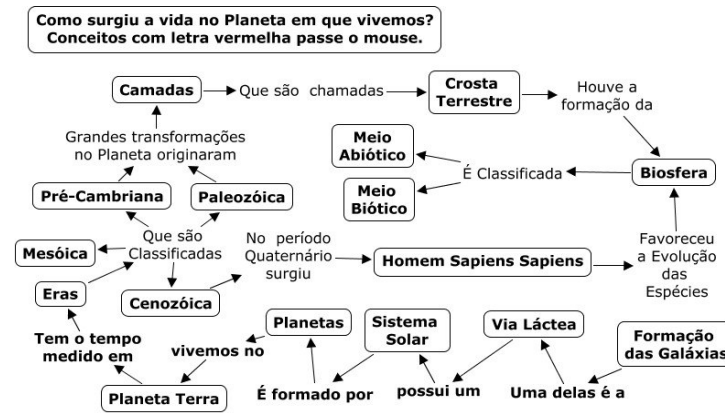 Como surgiu a vida no Planeta em que vivemos?
Conceitos com letra vermelha passe o mouse.
Camadas
Que são chamadas
Crosta
Terrestre
Houve a
formação da
Grandes transformações
no Planeta originaram
Meio
Abiótico
É Classificada
Biosfera
Meio
Biótico
Pré-Cambriana
Paleozóica
Que são
Classificadas
Mesóica
No período
Quaternário
surgiu
Homem Sapiens Sapiens
Favoreceu
a Evolução
das
Espécies
Eras
Cenozóica
Tem o tempo
medido em
vivemos no
Planetas
Sistema
Solar
Via Láctea
Formação
das Galáxias
Planeta Terra
É formado por
possui um
Uma delas é a